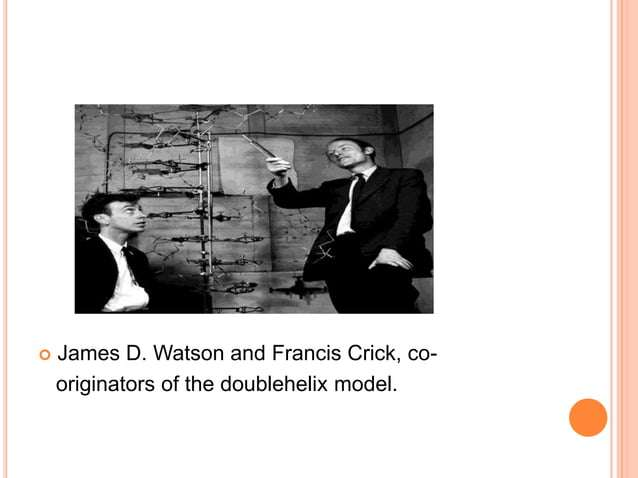 James D. Watson and Francis Crick, co-
originators of the doublehelix model.